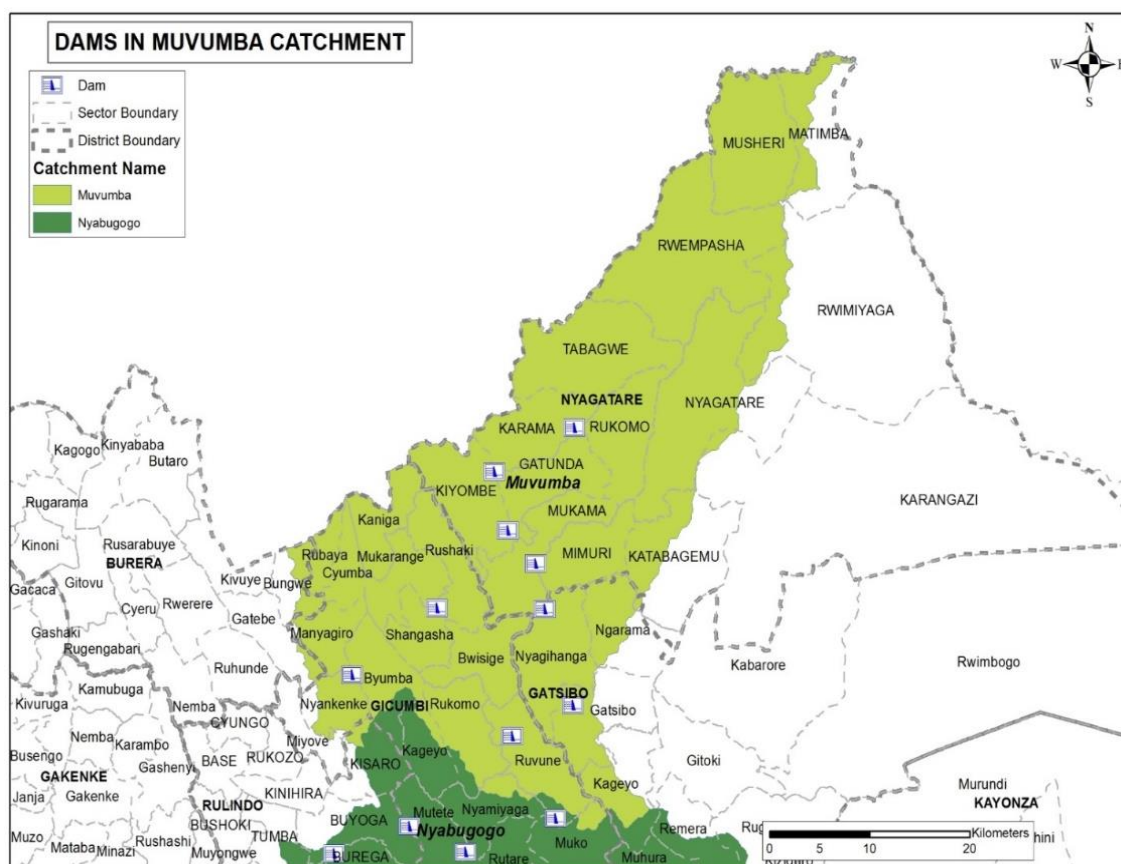 DAMS IN MUVUMBA CATCHMENT
N
W E
S
Dam
Sector Boundary
District Boundary
Catchment Name
Muvumba
Nyabugogo
MUSHERI
MATIMBA
RWEMPASHA
RWIMIYAGA
TABAGWE
NYAGATARE
NYAGATARE
KARAMA
RUKOMO
Kagogo
Kinyababa
Butaro
GATUNDA
Muvumba
KIYOMBE
KARANGAZI
Rugarama
MUKAMA
Kaniga
Kinoni
Rusarabuye
BURERA
Rubaya
Mukarange
Rushaki
MIMURI
KATABAGEMU
Cyumba
Gacaca
Gitovu
Kivuye
Bungwe
Cyeru
Rwerere
Gatebe
Gashaki
Rugengabari
Manyagiro
Shangasha
Ngarama
Bwisige
Nyagihanga
Kabarore
Rwimbogo
Ruhunde
Byumba
Kamubuga
Kivuruga
Nemba
Nyankenke
GICUMBI
Rukomo
GATSIBO
Gatsibo
CYUNGO
Nemba
Karambo
Miyove
Busengo
BASE
RUKOZO
KISARO
Kageyo
Ruvune
Gitoki
GAKENKE
Gashenyi
Kageyo
Murundi
KAYONZA
Janja
Gakenke
RULINDO
KINIHIRA
BUSHOKI
BUYOGA
Mutete
Nyamiyaga
Nyabugogo
Remera
Muzo
Mataba
Minazi
Rushashi
TUMBA
Muyongwe
BUREGA
Rutare
Muko
Muhura
Kilometers
0 5 10 20